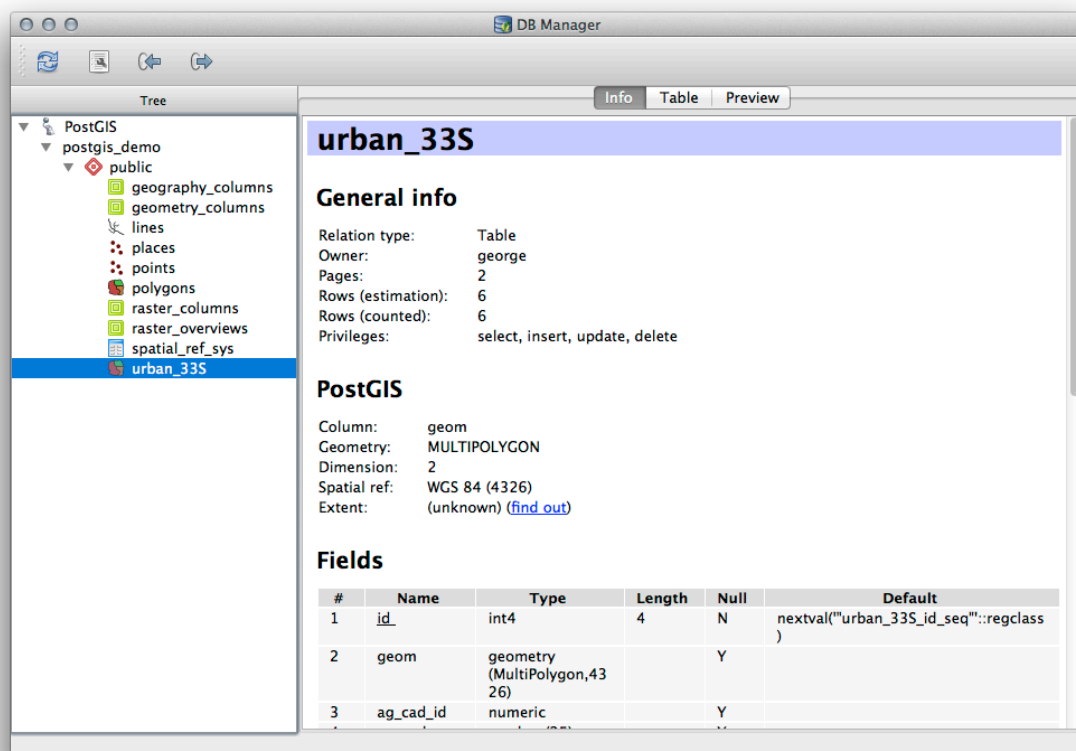 DB Manager
Tree
Info Table Preview
PostGIS
postgis_demo
public
geography_columns
geometry_columns
lines
places
points
polygons
raster_columns
raster_overviews
spatial_ref_sys
urban_33S
urban_33S
General info
Relation type: Table
Owner: george
Pages: 2
Rows (estimation): 6
Rows (counted): 6
Privileges: select, insert, update, delete
PostGIS
Column: geom
Geometry: MULTIPOLYGON
Dimension: 2
Spatial ref: WGS 84 (4326)
Extent: (unknown) (find out)
Fields
# Name Type Length Null Default
1 id int4 4 N nextval('"urban_33S_id_seq"'::regclass
)
2 geom geometry Y
(MultiPolygon,43
26)
3 ag_cad_id numeric Y